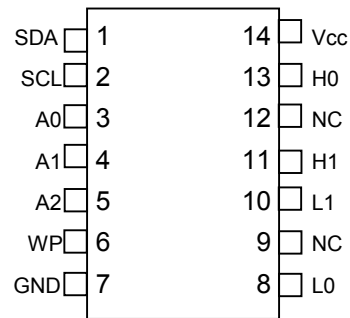 SDA 1 14 Vcc
SCL 2 13 H0
A0 3 12 NC
A1 4 11 H1
A2 5 10 L1
WP 6 9 NC
GND 7 8 L0